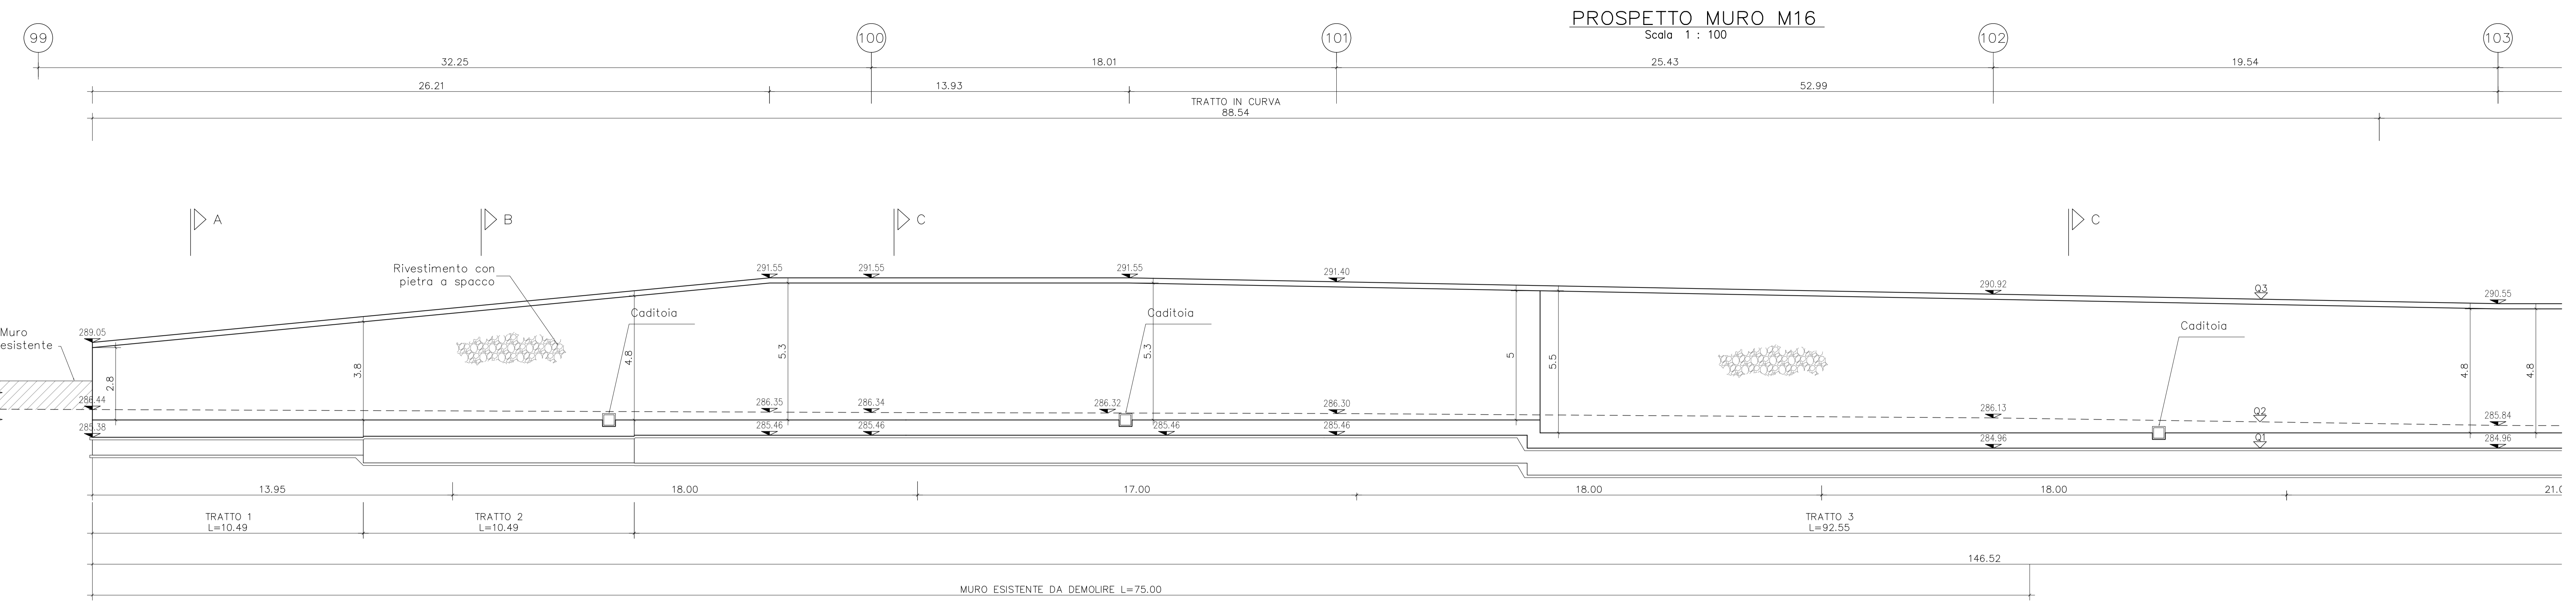 PROSPETTO MURO M16
Scala 1 : 100
99
100
101
102
103
32.25
18.01
25.43
19.54
26.21
13.93
52.99
TRATTO IN CURVA
88.54
A
B
C
C
Rivestimento con
pietra a spacco
291.55
291.55
291.55
291.40
290.92
Q3
290.55
Muro
esistente
289.05
Caditoia
Caditoia
Caditoia
2.8
3.8
4.8
5.3
5.3
5
5.5
4.8
4.8
286.44
286.35
286.34
286.32
286.30
286.13
Q2
285.84
285.38
285.46
285.46
285.46
285.46
284.96
Q1
284.96
13.95
18.00
17.00
18.00
18.00
21.0
TRATTO 1
L=10.49
TRATTO 2
L=10.49
TRATTO 3
L=92.55
146.52
MURO ESISTENTE DA DEMOLIRE L=75.00